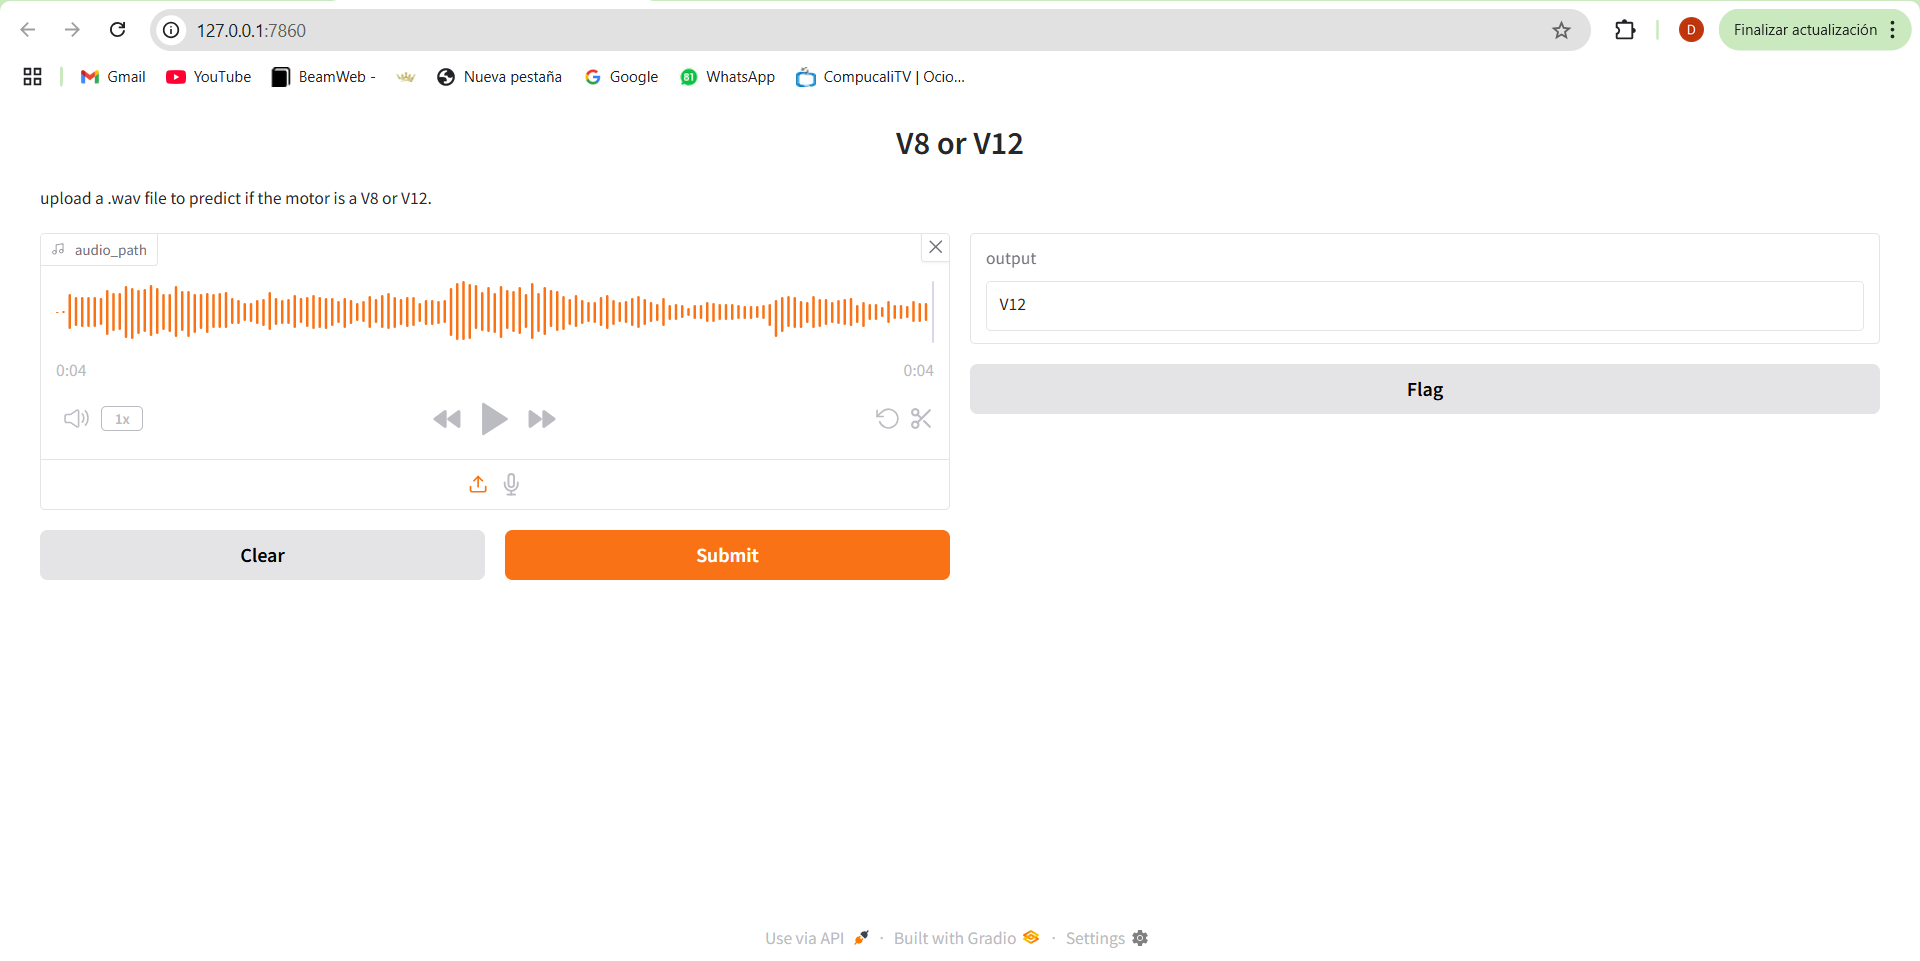 127.0.0.1:7860
D
Finalizar actualización
Gmail
YouTube
BeamWeb -
Nueva pestaña
Google
81
WhatsApp
CompucaliTV | Ocio...
V8 or V12
upload a .wav file to predict if the motor is a V8 or V12.
audio_path
0:04
0:04
1x
Clear
Submit
output
V12
Flag
Use via API · Built with Gradio · Settings